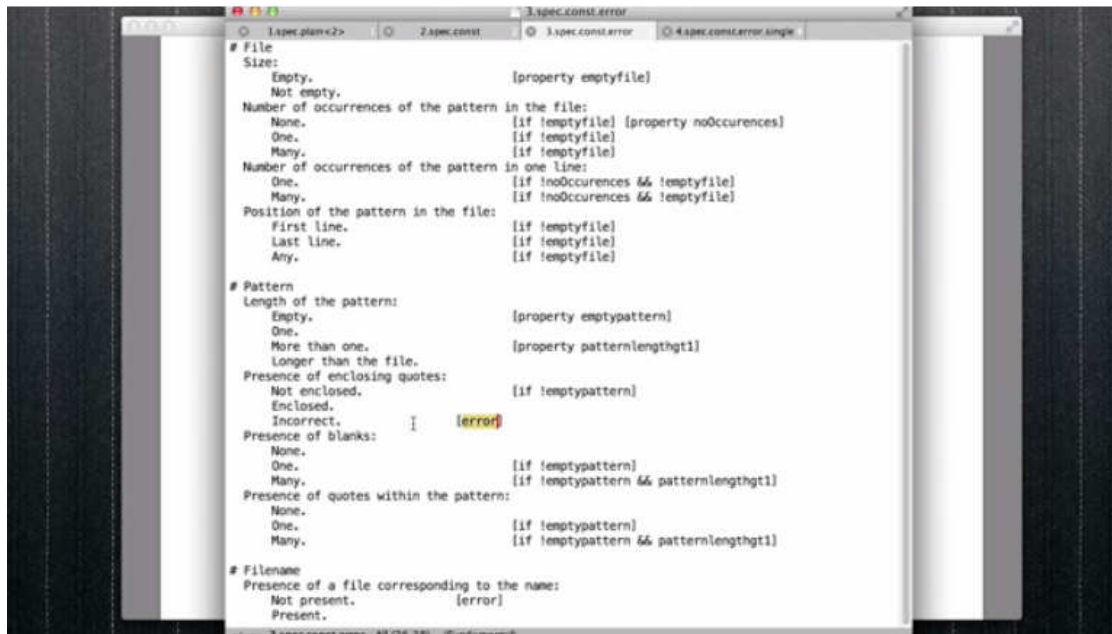 3.spec.const.error
1.spec.plain<2> 2.spec.const 3.spec.const.error 4.spec.const.error.single
# File
Size:
Empty. [property emptyfile]
Not empty.
Number of occurrences of the pattern in the file:
None. [if !emptyfile] [property noOccurences]
One. [if !emptyfile]
Many. [if !emptyfile]
Number of occurrences of the pattern in one line:
One. [if !noOccurences && !emptyfile]
Many. [if !noOccurences && !emptyfile]
Position of the pattern in the file:
First line. [if !emptyfile]
Last line. [if !emptyfile]
Any. [if !emptyfile]
# Pattern
Length of the pattern:
Empty. [property emptypattern]
One.
More than one. [property patternlengthgt1]
Longer than the file.
Presence of enclosing quotes:
Not enclosed. [if !emptypattern]
Enclosed.
Incorrect. [error]
Presence of blanks:
None.
One. [if !emptypattern]
Many. [if !emptypattern && patternlengthgt1]
Presence of quotes within the pattern:
None.
One. [if !emptypattern]
Many. [if !emptypattern && patternlengthgt1]
# Filename
Presence of a file corresponding to the name:
Not present. [error]
Present.